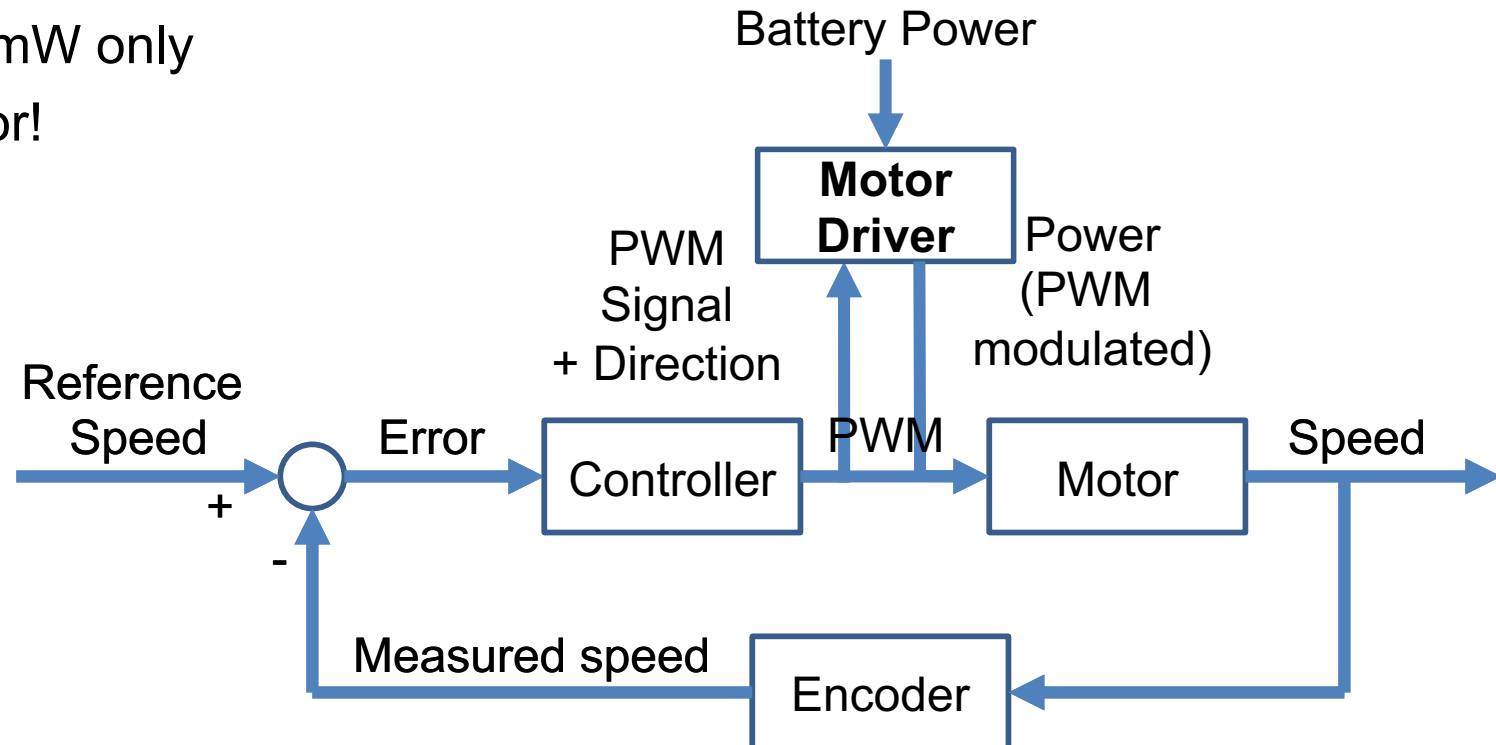 mW only
or!
Battery Power
Motor
Driver
PWM
Signal
+ Direction
Power
(PWM
modulated)
Reference
Speed
+
-
Error
Controller
PWM
Motor
Speed
Measured speed
Encoder